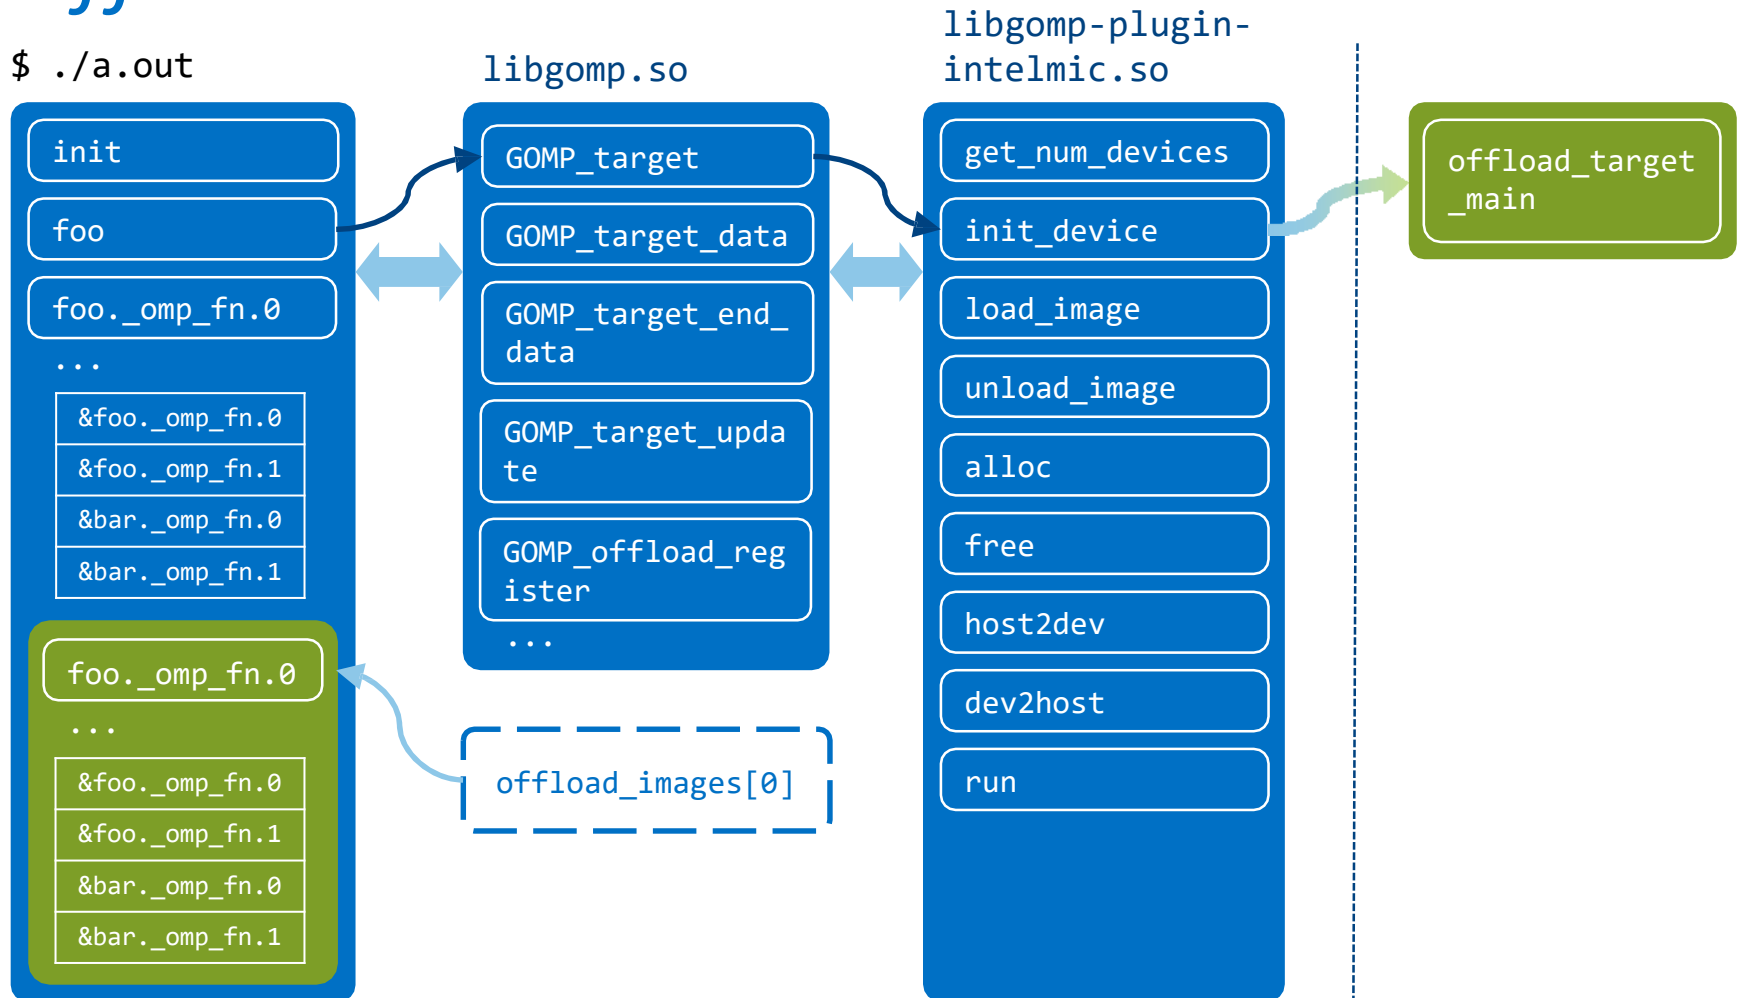 $ ./a.out
init
foo
foo._omp_fn.0
...
&foo._omp_fn.0
&foo._omp_fn.1
&bar._omp_fn.0
&bar._omp_fn.1
foo._omp_fn.0
...
&foo._omp_fn.0
&foo._omp_fn.1
&bar._omp_fn.0
&bar._omp_fn.1
libgomp.so
GOMP_target
GOMP_target_data
GOMP_target_end_
data
GOMP_target_upda
te
GOMP_offload_reg
ister
...
offload_images[0]
libgomp-plugin-
intelmic.so
get_num_devices
init_device
load_image
unload_image
alloc
free
host2dev
dev2host
run
offload_target
_main